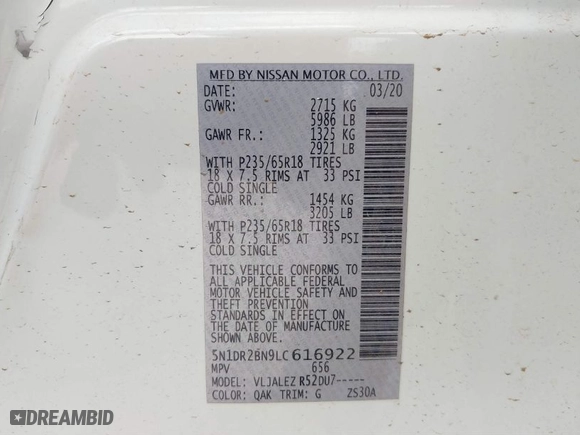 MFD BY NISSAN MOTOR CO., LTD.
DATE: 03/20
GVWR: 2715 KG
5986 LB
GAWR FR.: 1325 KG
2921 LB
WITH P235/65R18 TIRES
18 X 7.5 RIMS AT 33 PSI
COLD SINGLE
GAWR RR.: 1454 KG
3205 LB
WITH P235/65R18 TIRES
18 X 7.5 RIMS AT 33 PSI
COLD SINGLE
THIS VEHICLE CONFORMS TO
ALL APPLICABLE FEDERAL
MOTOR VEHICLE SAFETY AND
THEFT PREVENTION
STANDARDS IN EFFECT ON
THE DATE OF MANUFACTURE
SHOWN ABOVE.
5N1DR2BN9LC616922
MPV 656
MODEL: VLJALEZ R52DU7-----
COLOR: QAK TRIM: G ZS30A
DREAMBID